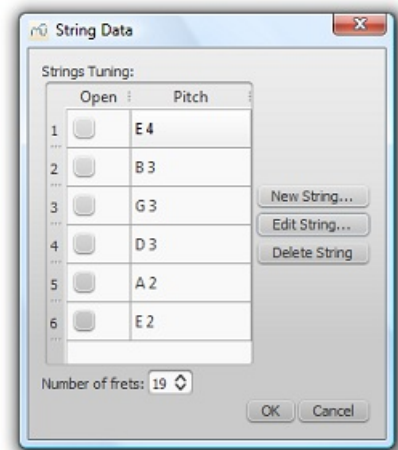 String Data
Strings Tuning:
Open Pitch
1 E 4
2 B 3
3 G 3
4 D 3
5 A 2
6 E 2
New String...
Edit String...
Delete String
Number of frets: 19
OK Cancel